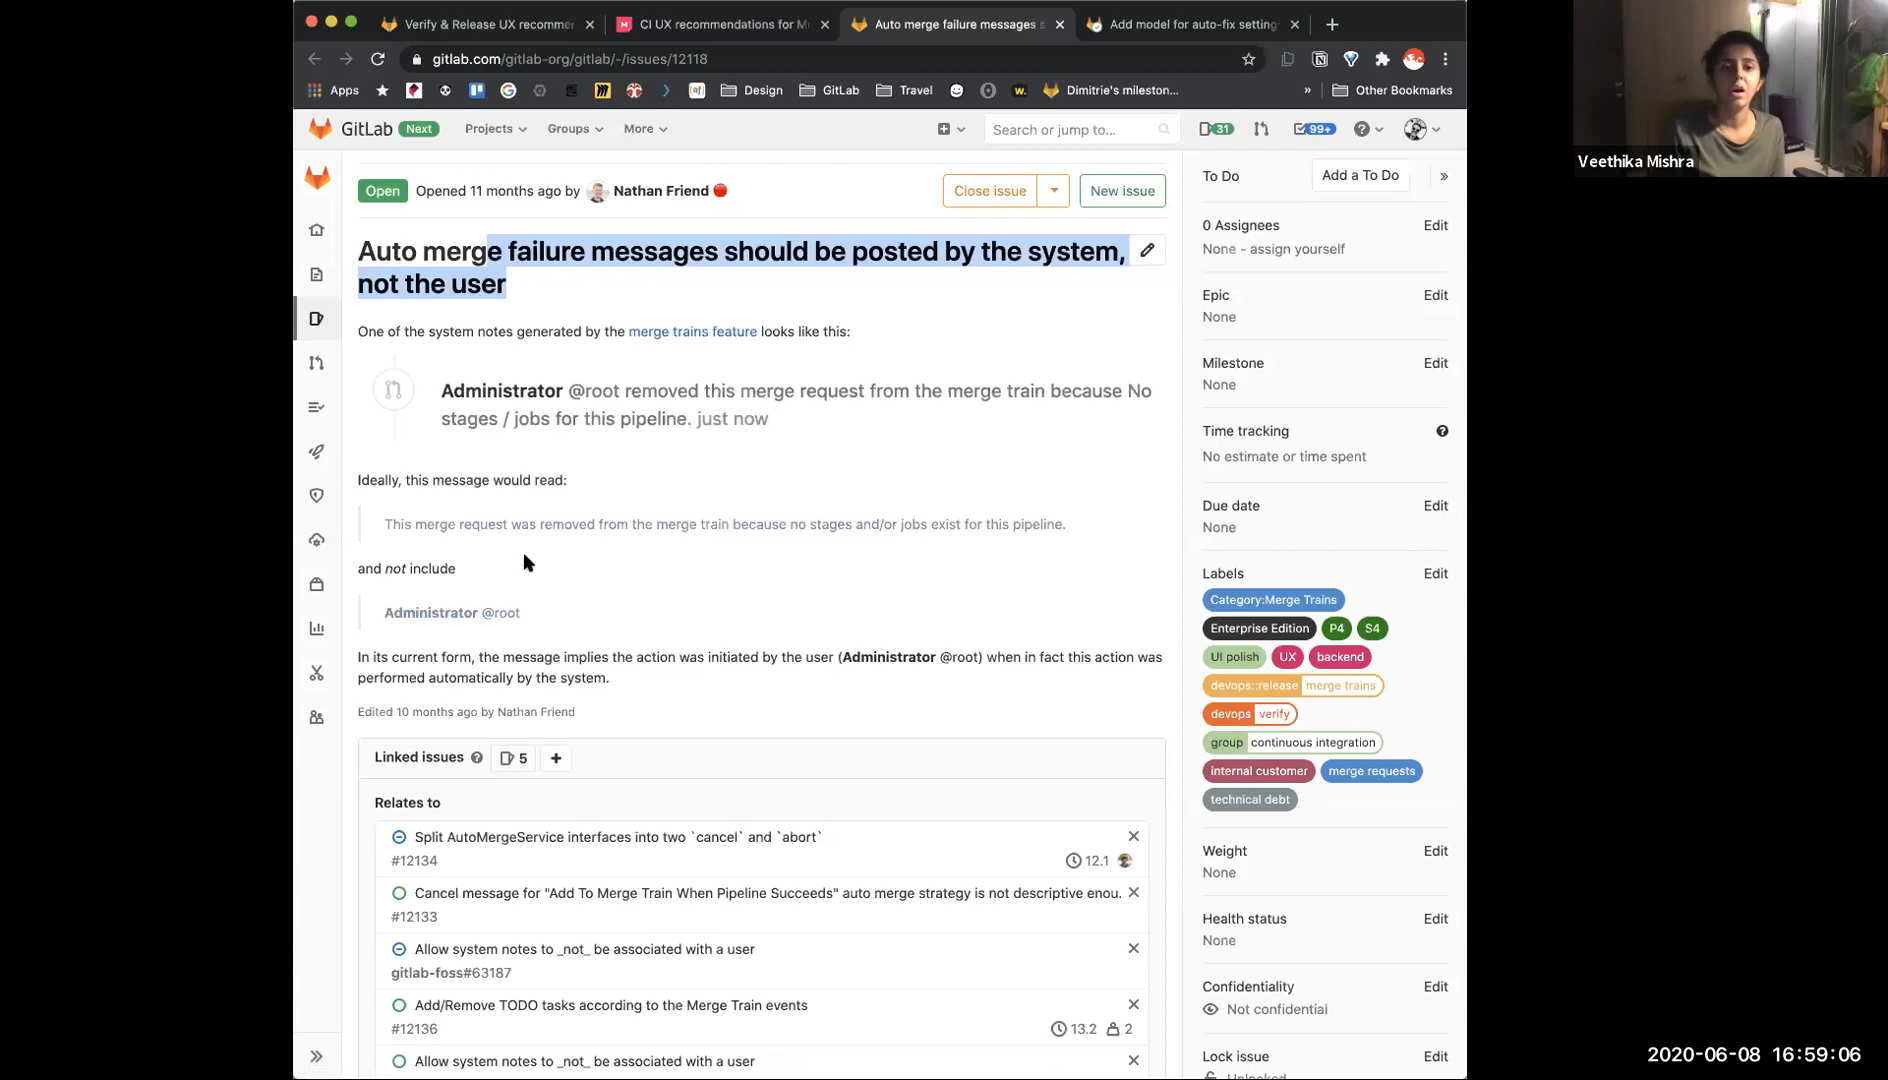 Verify & Release UX recommer
CI UX recommendations for M
Auto merge failure messages s
Add model for auto-fix setting
gitlab.com/gitlab-org/gitlab/-/issues/12118
Apps
Design
GitLab
Travel
Dimitrie's mileston...
»
Other Bookmarks
GitLab Next Projects Groups More
Search or jump to...
31
99+
Open Opened 11 months ago by Nathan Friend
Close issue
New issue
Auto merge failure messages should be posted by the system,
not the user
One of the system notes generated by the merge trains feature looks like this:
Administrator @root removed this merge request from the merge train because No
stages / jobs for this pipeline. just now
Ideally, this message would read:
This merge request was removed from the merge train because no stages and/or jobs exist for this pipeline.
and not include
Administrator @root
In its current form, the message implies the action was initiated by the user (Administrator @root) when in fact this action was
performed automatically by the system.
Edited 10 months ago by Nathan Friend
Linked issues 5
Relates to
Split AutoMergeService interfaces into two `cancel` and `abort`
#12134 12.1
Cancel message for "Add To Merge Train When Pipeline Succeeds" auto merge strategy is not descriptive enou.
#12133
Allow system notes to _not_ be associated with a user
gitlab-foss#63187
Add/Remove TODO tasks according to the Merge Train events
#12136 13.2 2
Allow system notes to _not_ be associated with a user
To Do
Add a To Do
»
0 Assignees Edit
None - assign yourself
Epic Edit
None
Milestone Edit
None
Time tracking
No estimate or time spent
Due date Edit
None
Labels Edit
Category:Merge Trains
Enterprise Edition P4 S4
UI polish UX backend
devops::release merge trains
devops verify
group continuous integration
internal customer merge requests
technical debt
Weight Edit
None
Health status Edit
None
Confidentiality Edit
Not confidential
Lock issue Edit
Unlocked
Veethika Mishra
2020-06-08 16:59:06